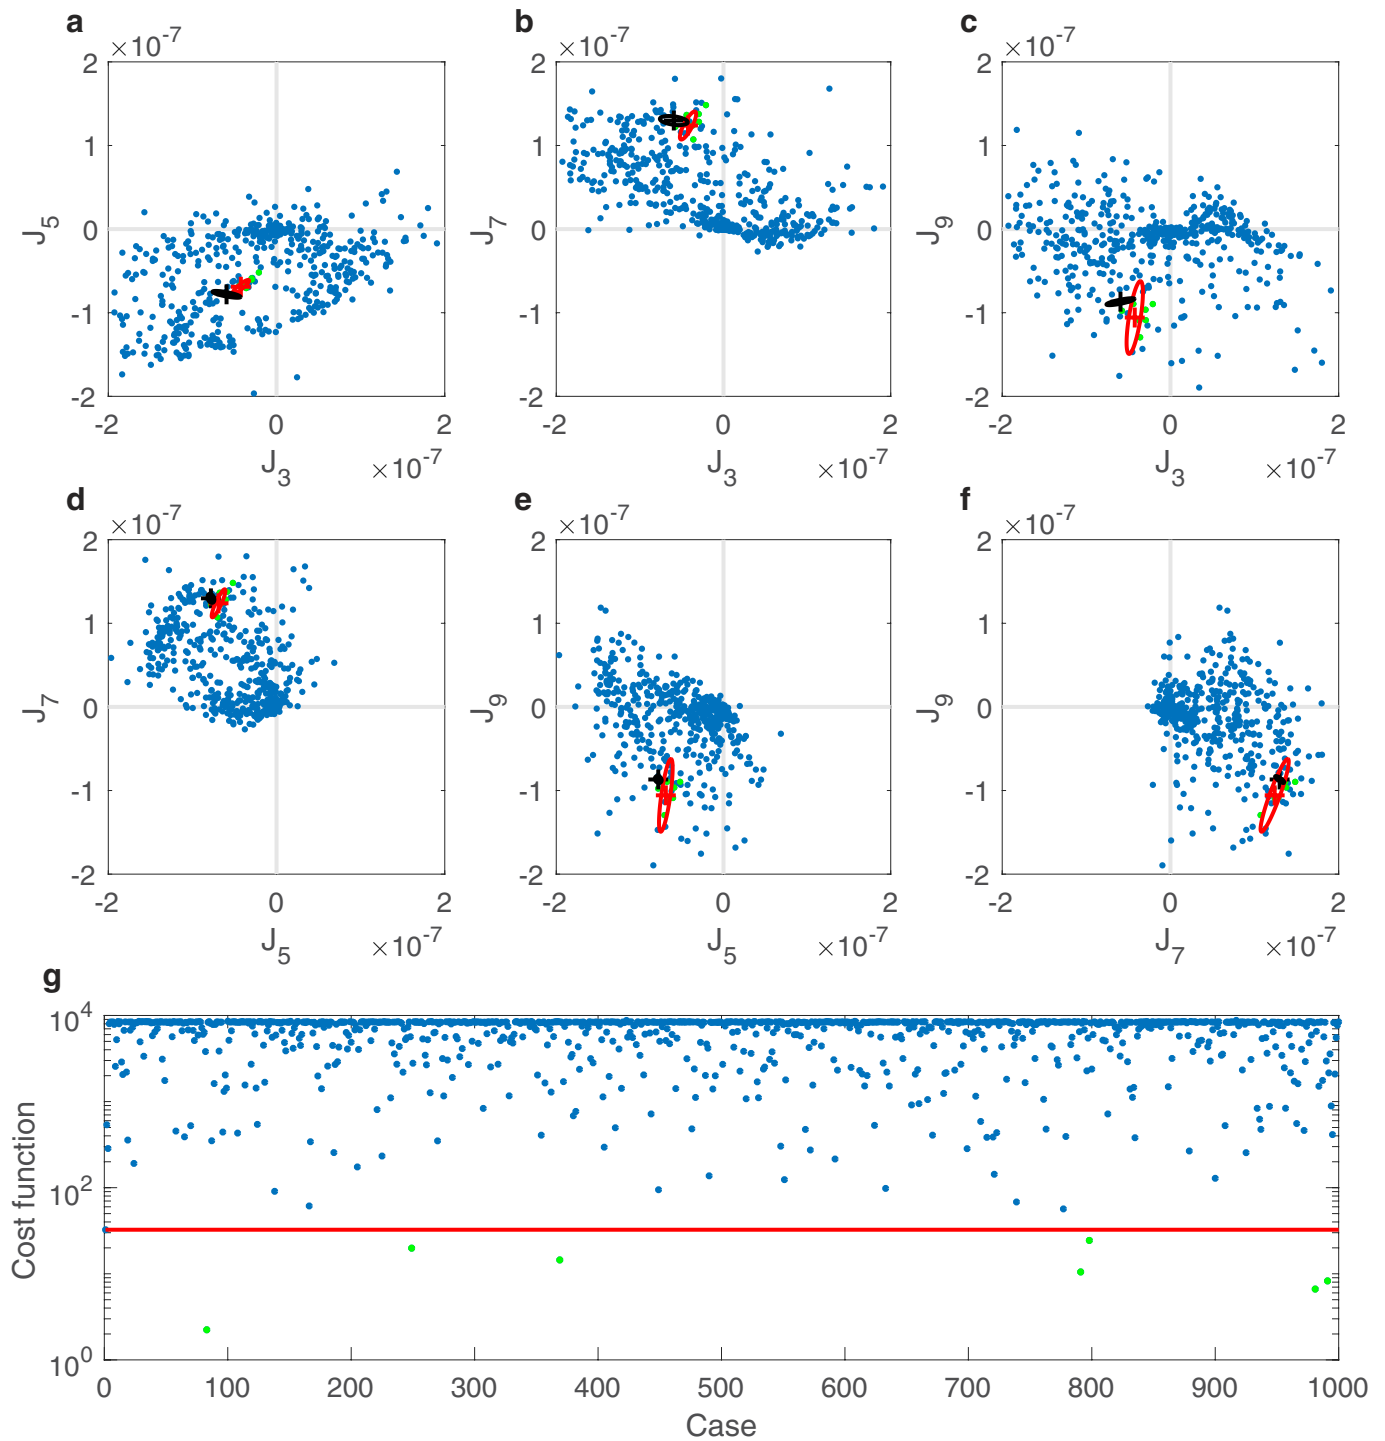 a
×10-7
2
1
0
-1
-2
J5
-2 0 2
J3 ×10-7
b
×10-7
2
1
0
-1
-2
J7
-2 0 2
J3 ×10-7
c
×10-7
2
1
0
-1
-2
J9
-2 0 2
J3 ×10-7
d
×10-7
2
1
0
-1
-2
J7
-2 0 2
J5 ×10-7
e
×10-7
2
1
0
-1
-2
J9
-2 0 2
J5 ×10-7
f
×10-7
2
1
0
-1
-2
J9
-2 0 2
J7 ×10-7
g
104
102
100
Cost function
0 100 200 300 400 500 600 700 800 900 1000
Case